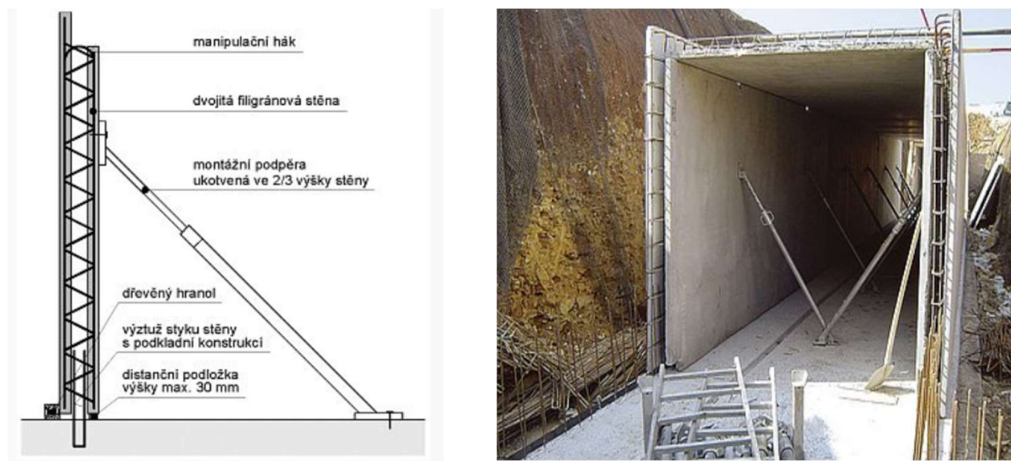 manipulační hák
dvojitá filigránová stěna
montážní podpěra
ukotvená ve 2/3 výšky stěny
dřevěný hranol
výztuž styku stěny
s podkladní konstrukcí
distanční podložka
výšky max. 30 mm